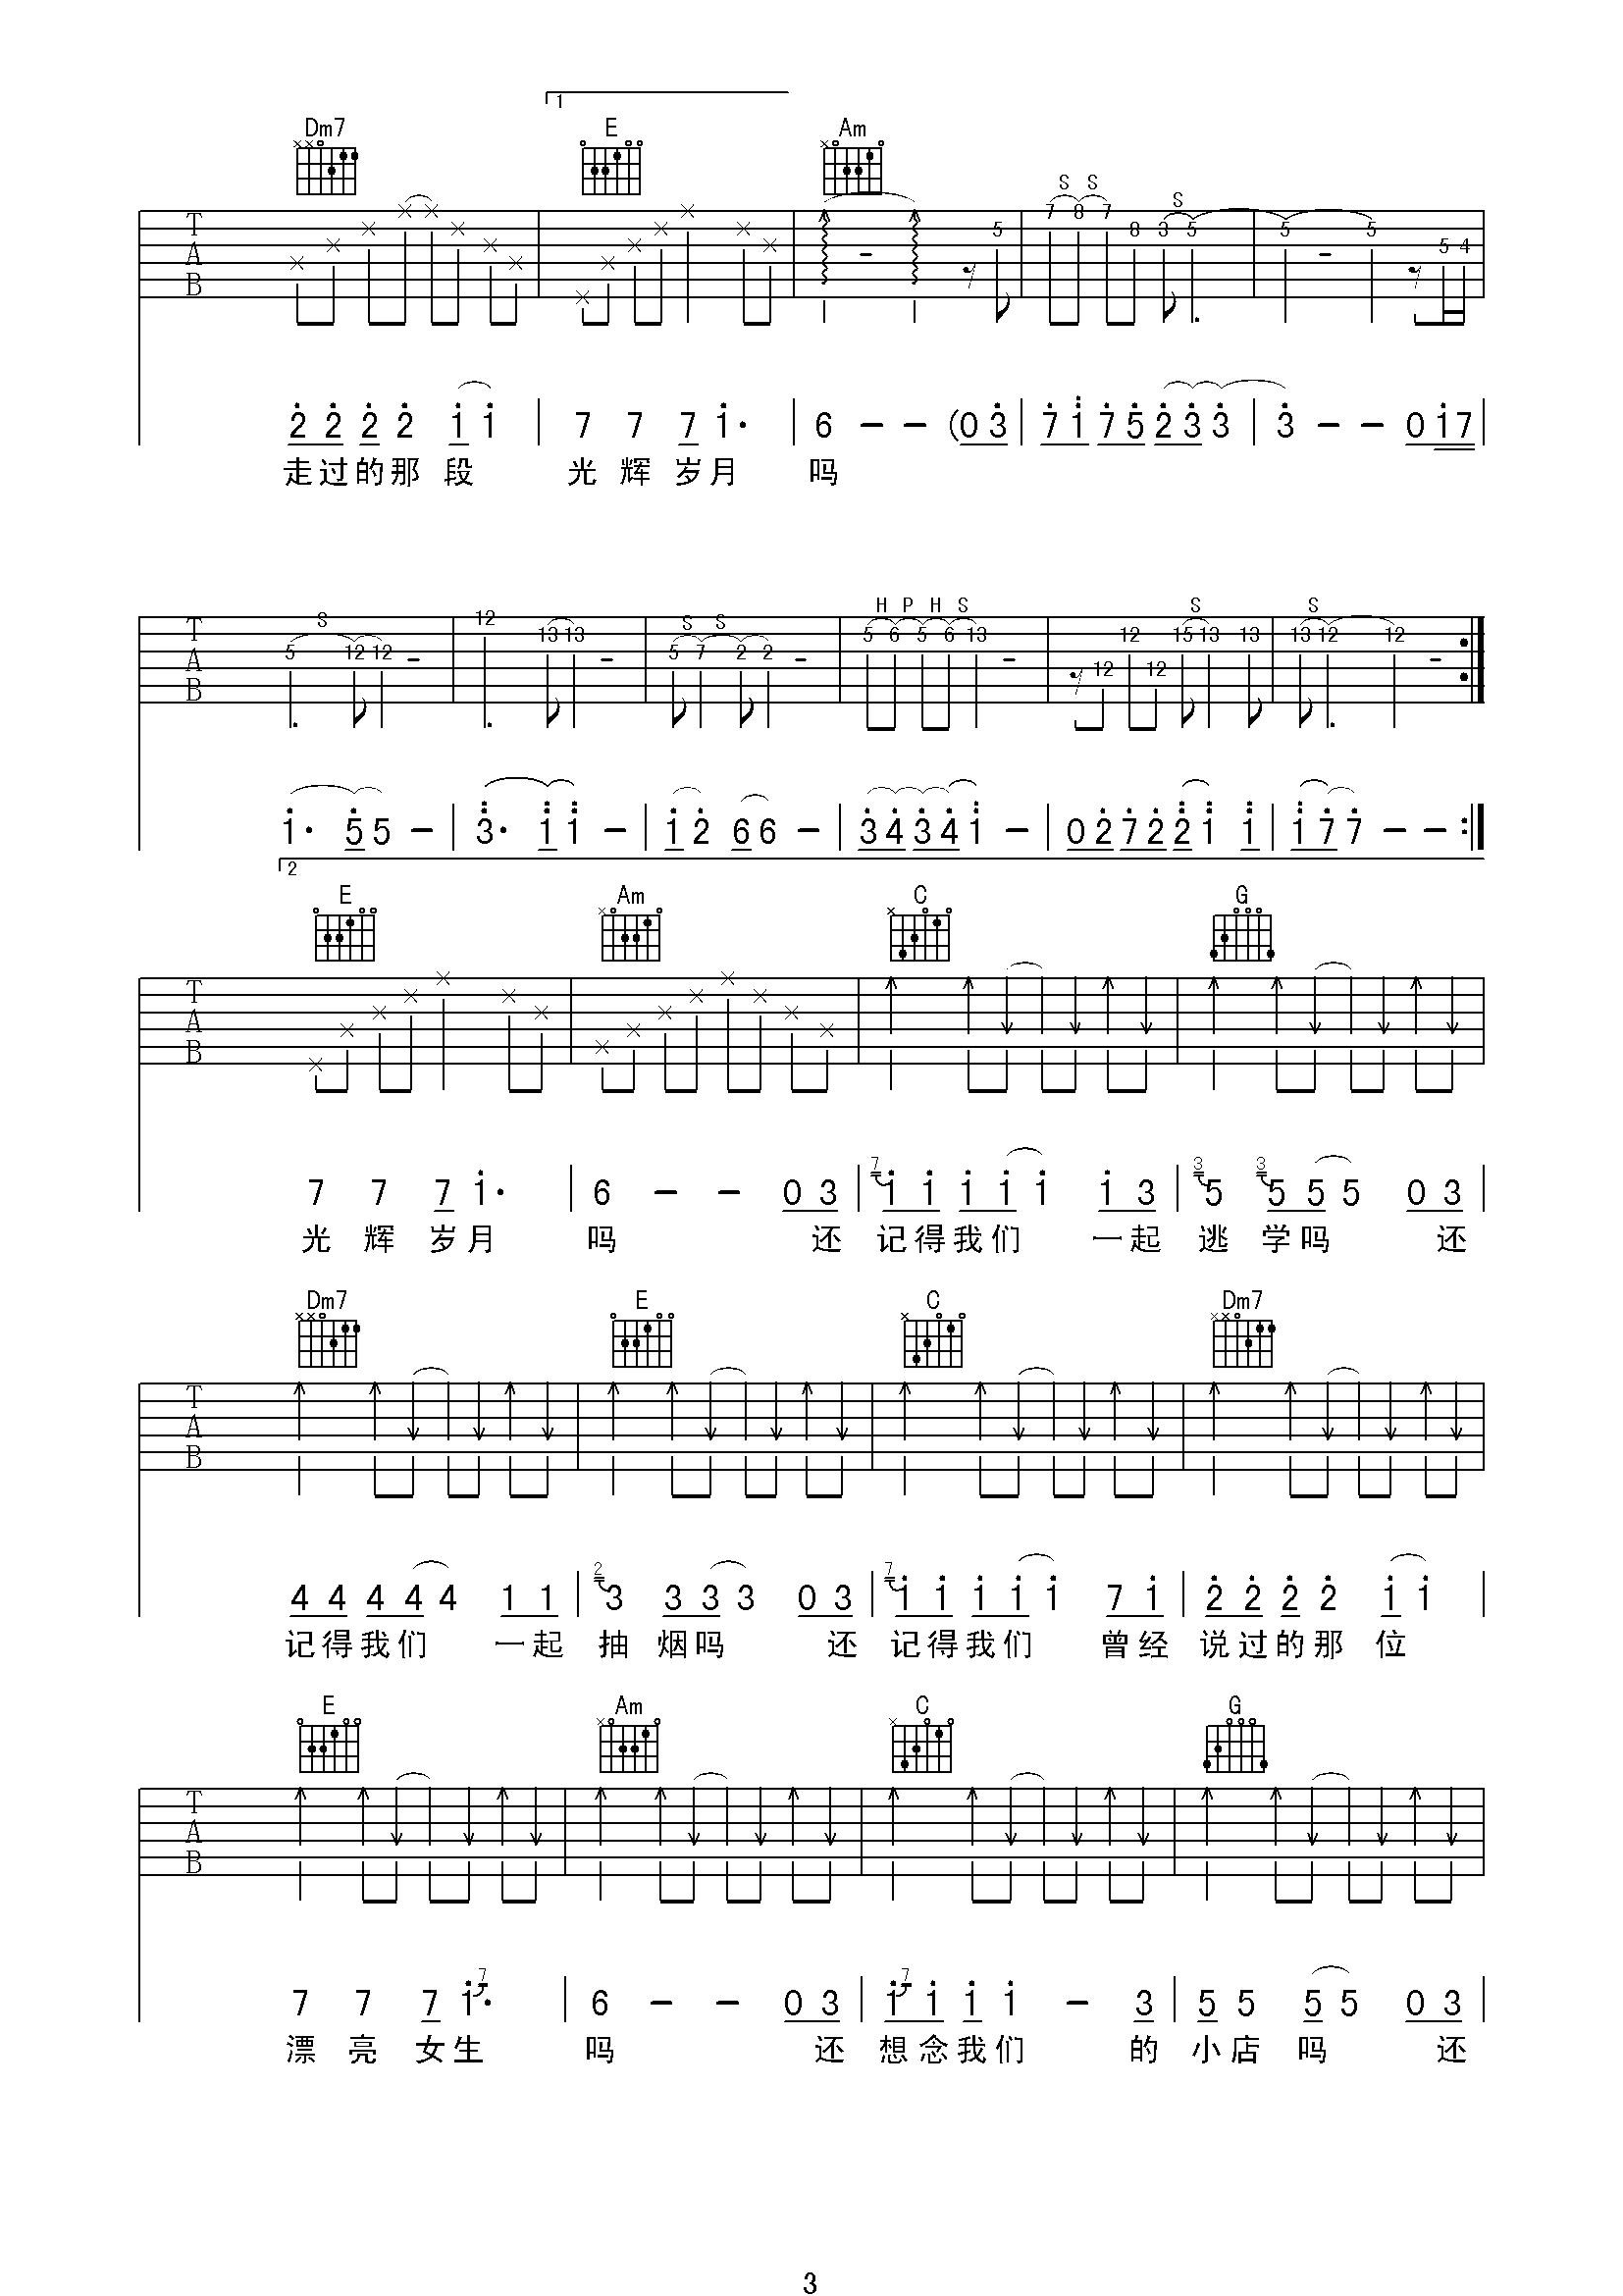 1
Dm7 E Am
T A B 5 S S S 7 8 7 8 3 5 5 5 5 4
2 2 2 2 1 1 | 7 7 7 1· | 6 - - (0 3 | 7 1 7 5 2 3 3 | 3 - - 0 1 7 |
走过的那 段 光 辉 岁月 吗
T A B S 5 12 12 12 13 13 S S 5 7 2 2 H P H S 5 6 5 6 13 12 12 12 S 15 13 13 S 13 12 12
1· 5 5 - | 3· 1 1 - | 1 2 6 6 - | 3 4 3 4 1 - | 0 2 7 2 2 1 1 | 1 7 7 - - :|
2
E Am C G
T A B
7 7 7 1· | 6 - - 0 3 | 7 1 1 1 1 1 1 3 | 3 5 3 5 5 5 0 3 |
光 辉 岁月 吗 还 记得我们 一起 逃 学吗 还
Dm7 E C Dm7
T A B
4 4 4 4 4 1 1 | 2 3 3 3 3 0 3 | 7 1 1 1 1 1 7 1 | 2 2 2 2 1 1 |
记得我们 一起 抽 烟吗 还 记得我们 曾经 说过的那 位
E Am C G
T A B
7 7 7 1 7· | 6 - - 0 3 | 1 7 1 1 1 - 3 | 5 5 5 5 0 3 |
漂 亮 女生 吗 还 想念我们 的 小店 吗 还
3